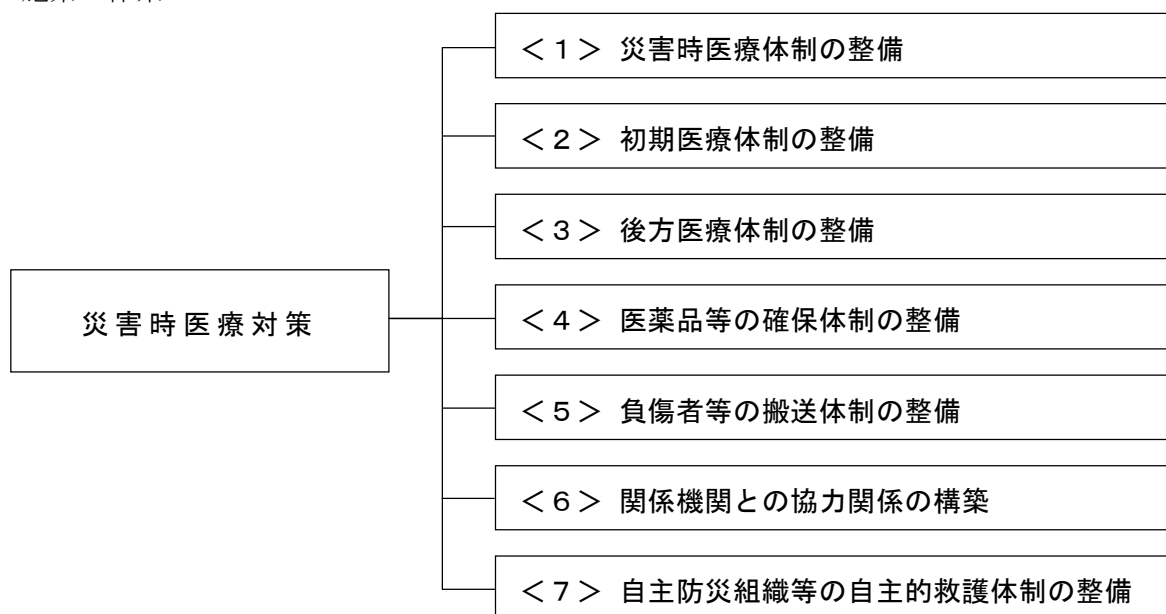 <１> 災害時医療体制の整備
<２> 初期医療体制の整備
<３> 後方医療体制の整備
災害時医療対策
<４> 医薬品等の確保体制の整備
<５> 負傷者等の搬送体制の整備
<６> 関係機関との協力関係の構築
<７> 自主防災組織等の自主的救護体制の整備